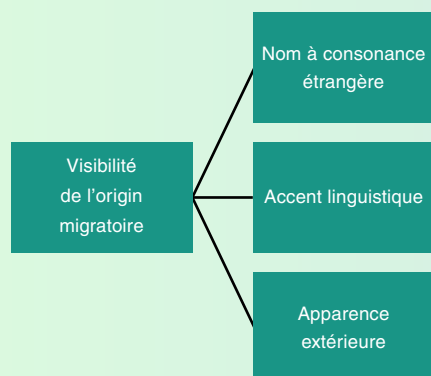 Nom à consonance
étrangère
Visibilité
de l'origin
migratoire
Accent linguistique
Apparence
extérieure